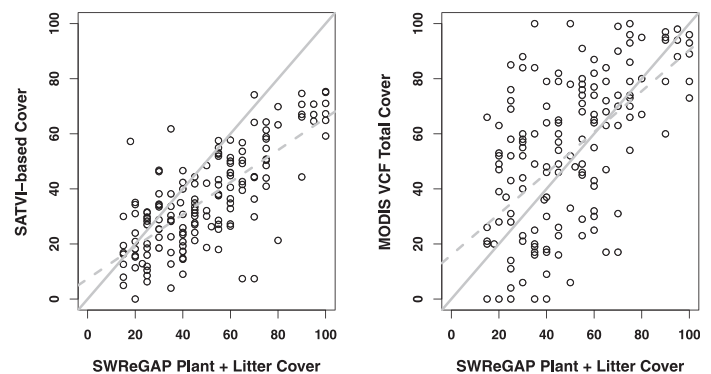 SATVI-based Cover
100
80
60
40
20
0
0 20 40 60 80 100
SWReGAP Plant + Litter Cover
MODIS VCF Total Cover
100
80
60
40
20
0
0 20 40 60 80 100
SWReGAP Plant + Litter Cover